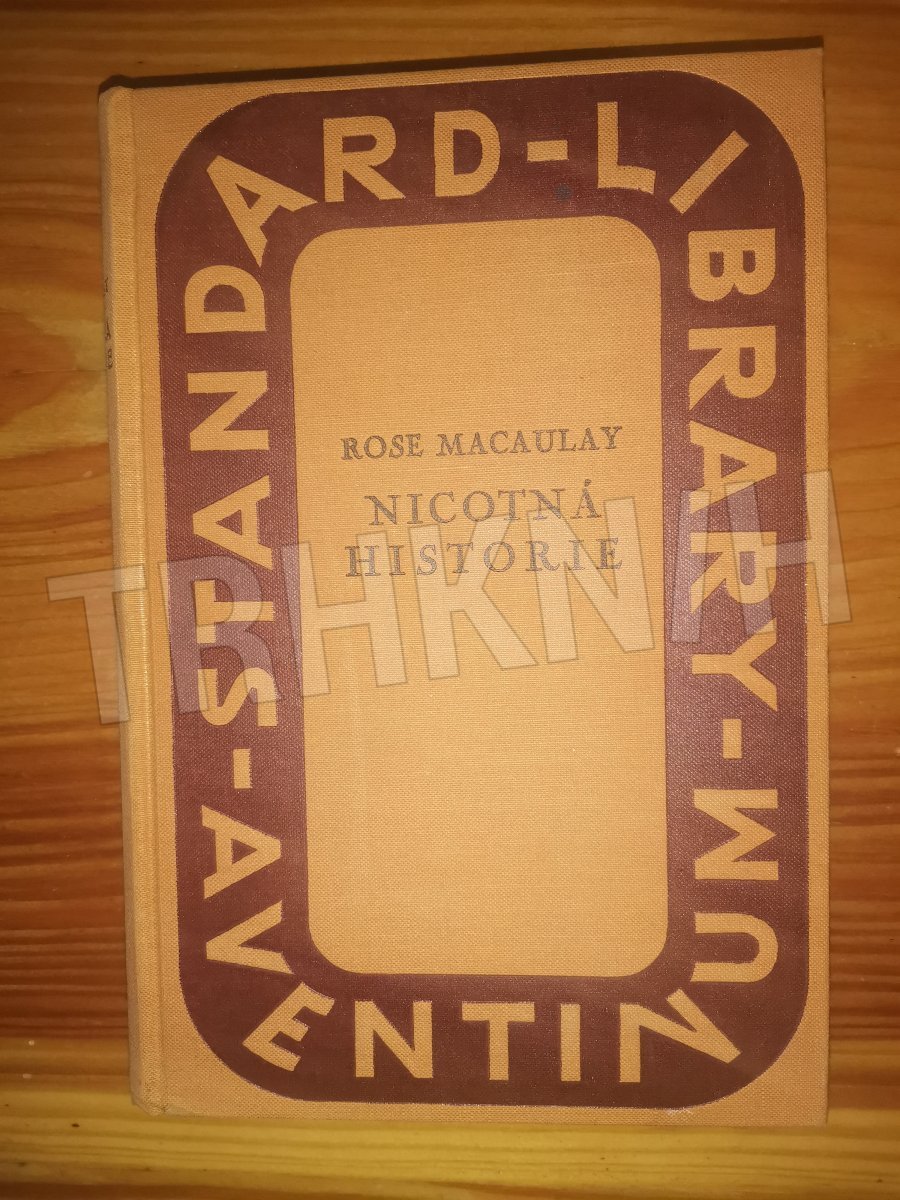 STANDARD-LIBRARY-
AVENTINUM-
ROSE MACAULAY
NICOTNÁ
HISTORIE
TRHKNIH